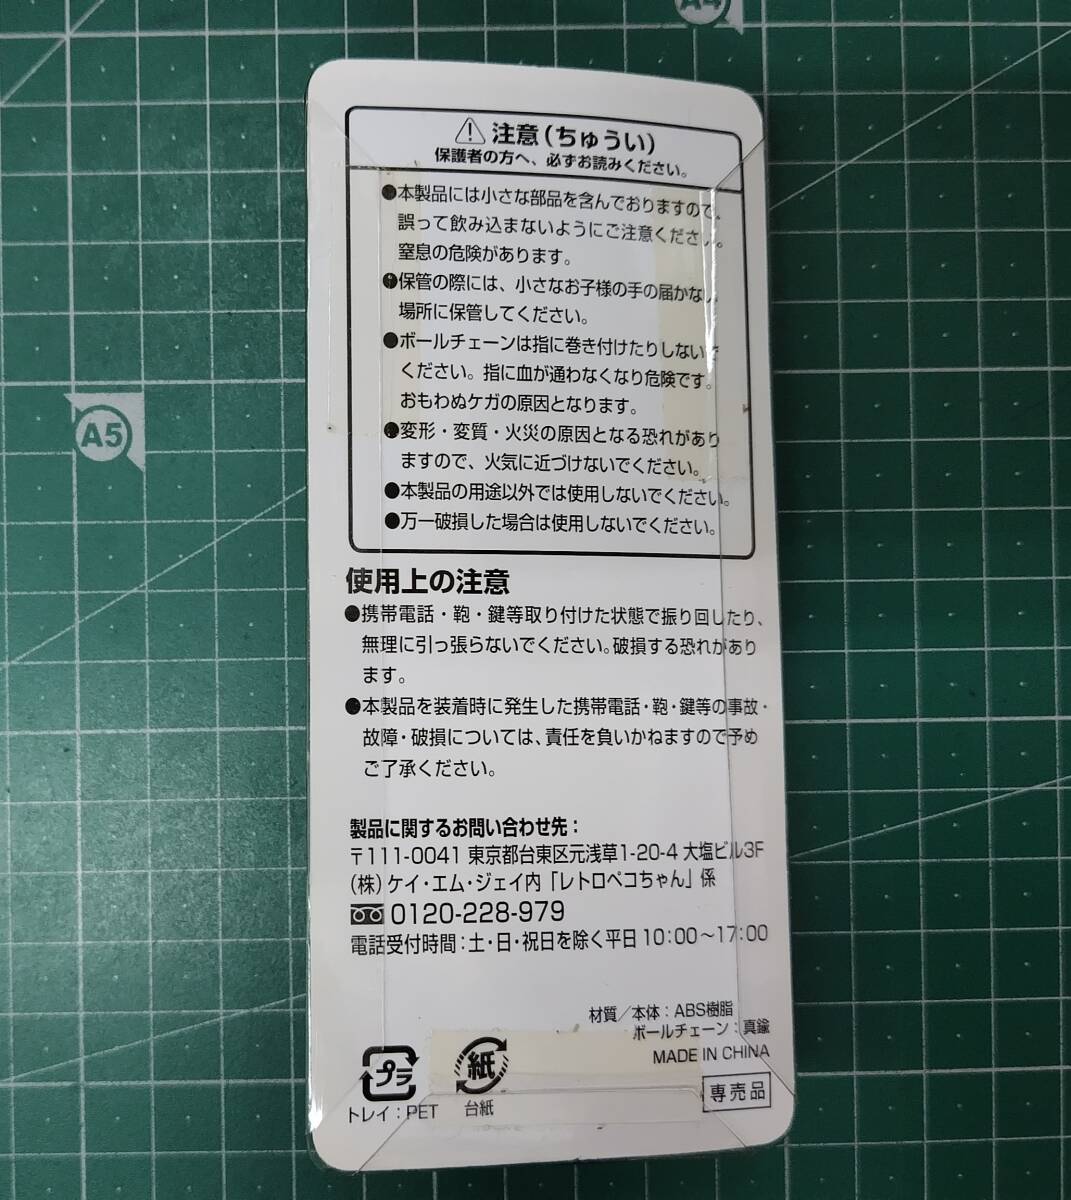 A4
A5
⚠注意(ちゅうい)
保護者の方へ、必ずお読みください。
●本製品には小さな部品を含んでおりますので、
誤って飲み込まないようにご注意ください。
窒息の危険があります。
●保管の際には、小さなお子様の手の届かない
場所に保管してください。
●ボールチェーンは指に巻き付けたりしないで
ください。指に血が通わなくなり危険です。
おもわぬケガの原因となります。
●変形・変質・火災の原因となる恐れがあり
ますので、火気に近づけないでください。
●本製品の用途以外では使用しないでください。
●万一破損した場合は使用しないでください。
使用上の注意
●携帯電話・鞄・鍵等取り付けた状態で振り回したり、
無理に引っ張らないでください。破損する恐れがあり
ます。
●本製品を装着時に発生した携帯電話・鞄・鍵等の事故・
故障・破損については、責任を負いかねますので予め
ご了承ください。
製品に関するお問い合わせ先：
〒111-0041 東京都台東区元浅草1-20-4 大塩ビル3F
(株)ケイ・エム・ジェイ内「レトロペコちゃん」係
0120-228-979
電話受付時間：土・日・祝日を除く平日10:00〜17:00
材質／本体：ABS樹脂
ボールチェーン：真鍮
MADE IN CHINA
専売品
プラ
トレイ：PET
紙
台紙